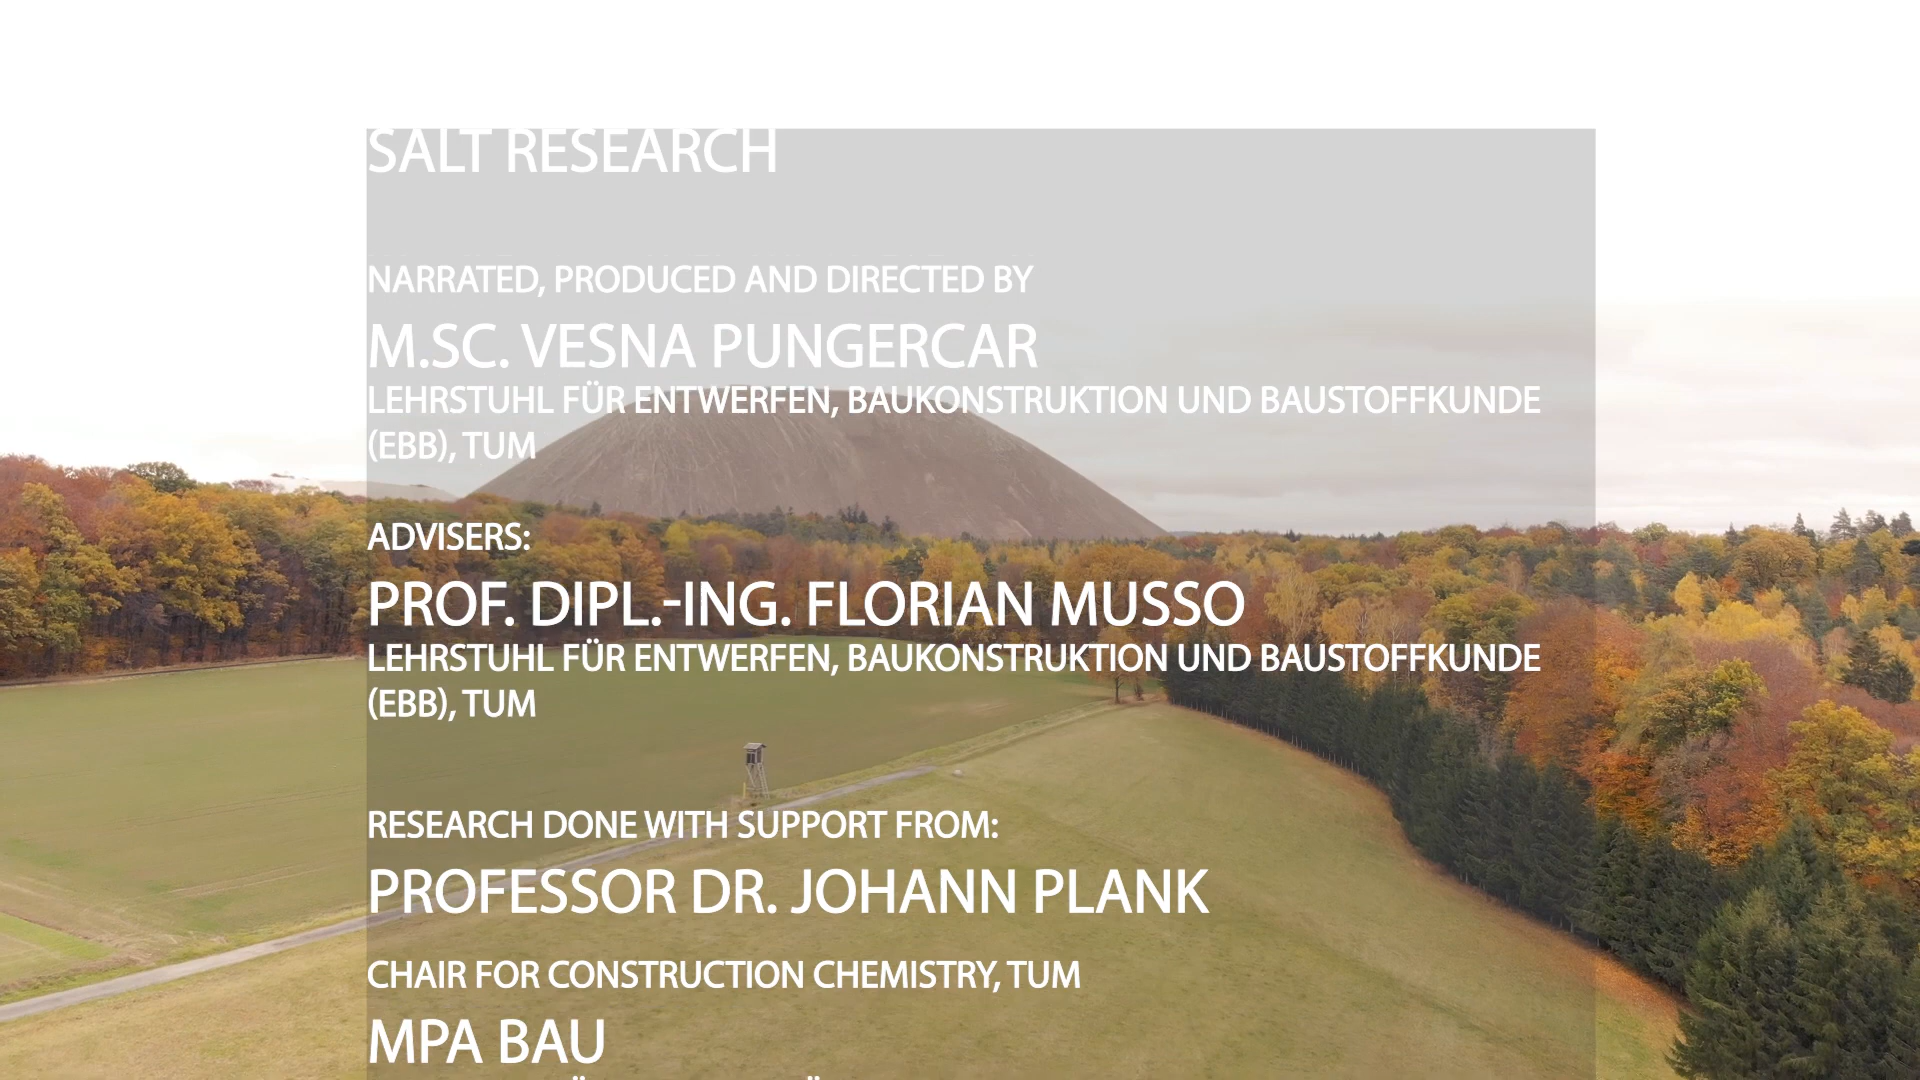 SALT RESEARCH
NARRATED, PRODUCED AND DIRECTED BY
M.SC. VESNA PUNGERCAR
LEHRSTUHL FÜR ENTWERFEN, BAUKONSTRUKTION UND BAUSTOFFKUNDE
(EBB), TUM
ADVISERS:
PROF. DIPL.-ING. FLORIAN MUSSO
LEHRSTUHL FÜR ENTWERFEN, BAUKONSTRUKTION UND BAUSTOFFKUNDE
(EBB), TUM
RESEARCH DONE WITH SUPPORT FROM:
PROFESSOR DR. JOHANN PLANK
CHAIR FOR CONSTRUCTION CHEMISTRY, TUM
MPA BAU